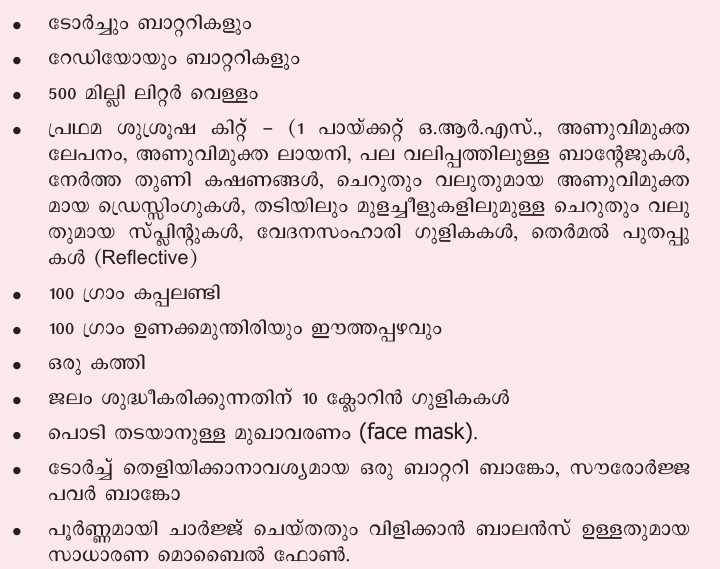 • ടോർച്ചും ബാറ്ററികളും
• റേഡിയോയും ബാറ്ററികളും
• 500 മില്ലി ലിറ്റർ വെള്ളം
• പ്രഥമ ശുശ്രൂഷ കിറ്റ് – (1 പായ്ക്കറ്റ് ഒ.ആർ.എസ്., അണുവിമുക്ത
ലേപനം, അണുവിമുക്ത ലായനി, പല വലിപ്പത്തിലുള്ള ബാന്റേജുകൾ,
നേർത്ത തുണി കഷണങ്ങൾ, ചെറുതും വലുതുമായ അണുവിമുക്ത
മായ ഡ്രെസ്സിംഗുകൾ, തടിയിലും മുളച്ചീളുകളിലുമുള്ള ചെറുതും വലു
തുമായ സ്പ്ലിന്റുകൾ, വേദനസംഹാരി ഗുളികകൾ, തെർമൽ പുതപ്പു
കൾ (Reflective)
• 100 ഗ്രാം കപ്പലണ്ടി
• 100 ഗ്രാം ഉണക്കമുന്തിരിയും ഈത്തപ്പഴവും
• ഒരു കത്തി
• ജലം ശുദ്ധീകരിക്കുന്നതിന് 10 ക്ലോറിൻ ഗുളികകൾ
• പൊടി തടയാനുള്ള മുഖാവരണം (face mask).
• ടോർച്ച് തെളിയിക്കാനാവശ്യമായ ഒരു ബാറ്ററി ബാങ്കോ, സൗരോർജ്ജ
പവർ ബാങ്കോ
• പൂർണ്ണമായി ചാർജ്ജ് ചെയ്തതും വിളിക്കാൻ ബാലൻസ് ഉള്ളതുമായ
സാധാരണ മൊബൈൽ ഫോൺ.